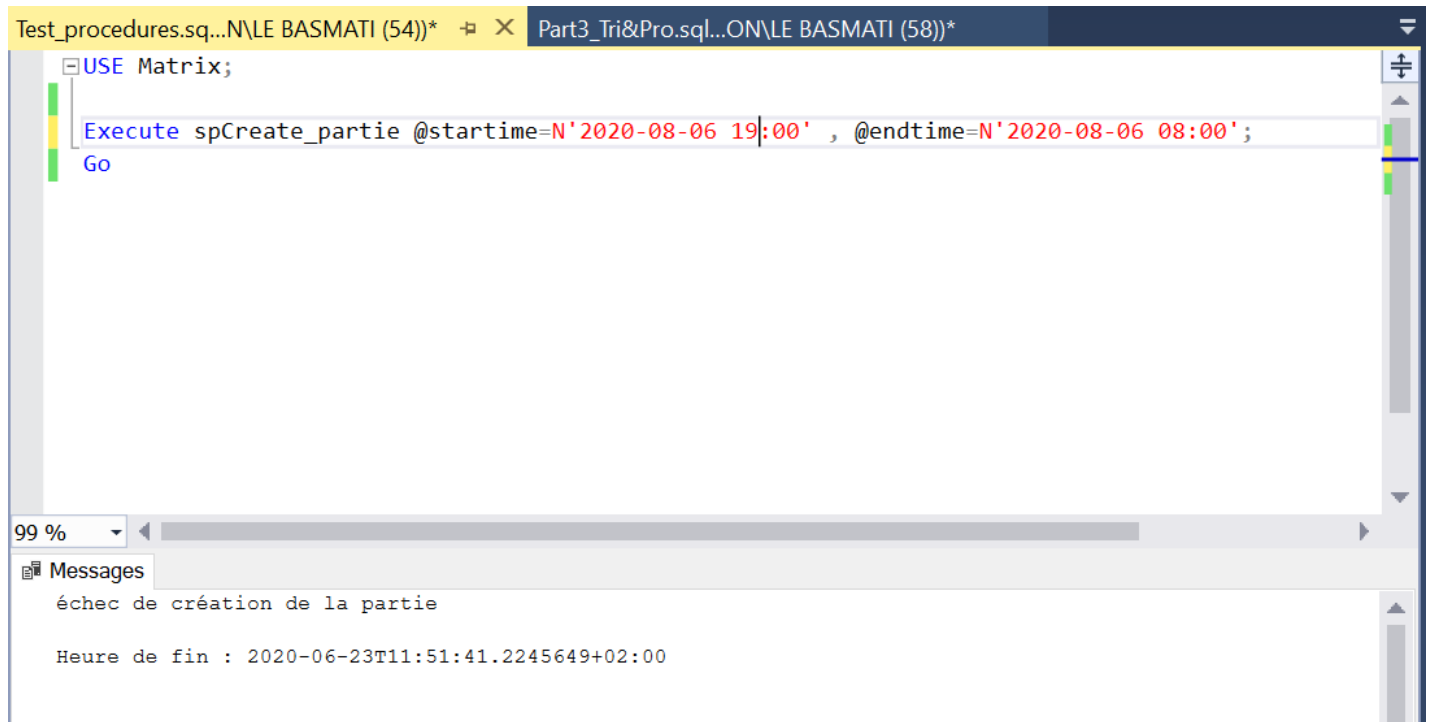 Test_procedures.sq...N\LE BASMATI (54))* Part3_Tri&Pro.sql...ON\LE BASMATI (58))*
USE Matrix;
Execute spCreate_partie @startime=N'2020-08-06 19:00' , @endtime=N'2020-08-06 08:00';
Go
99 %
Messages
échec de création de la partie
Heure de fin : 2020-06-23T11:51:41.2245649+02:00